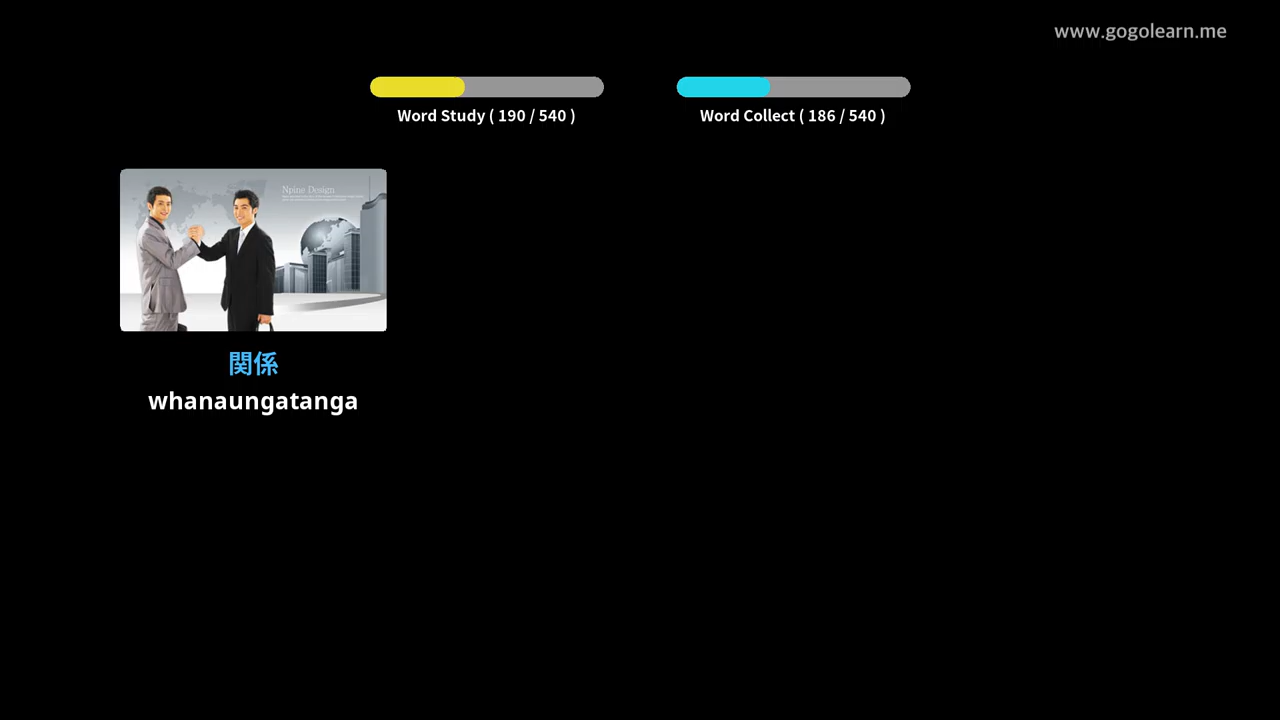 www.gogolearn.me
Word Study ( 190 / 540 )
Word Collect ( 186 / 540 )
Npine Design
関係
whanaungatanga